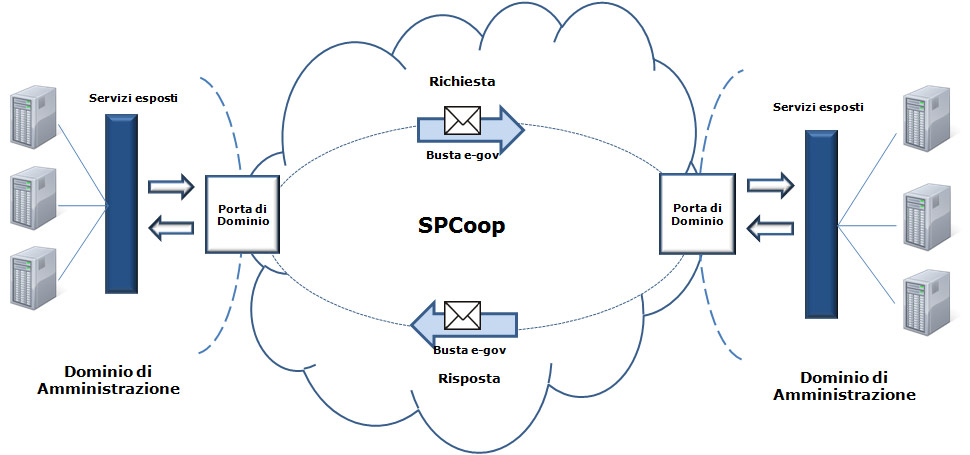 Richiesta
Servizi esposti
Servizi esposti
Busta e-gov
Porta di
Dominio
SPCoop
Porta di
Dominio
Busta e-gov
Risposta
Dominio di
Amministrazione
Dominio di
Amministrazione